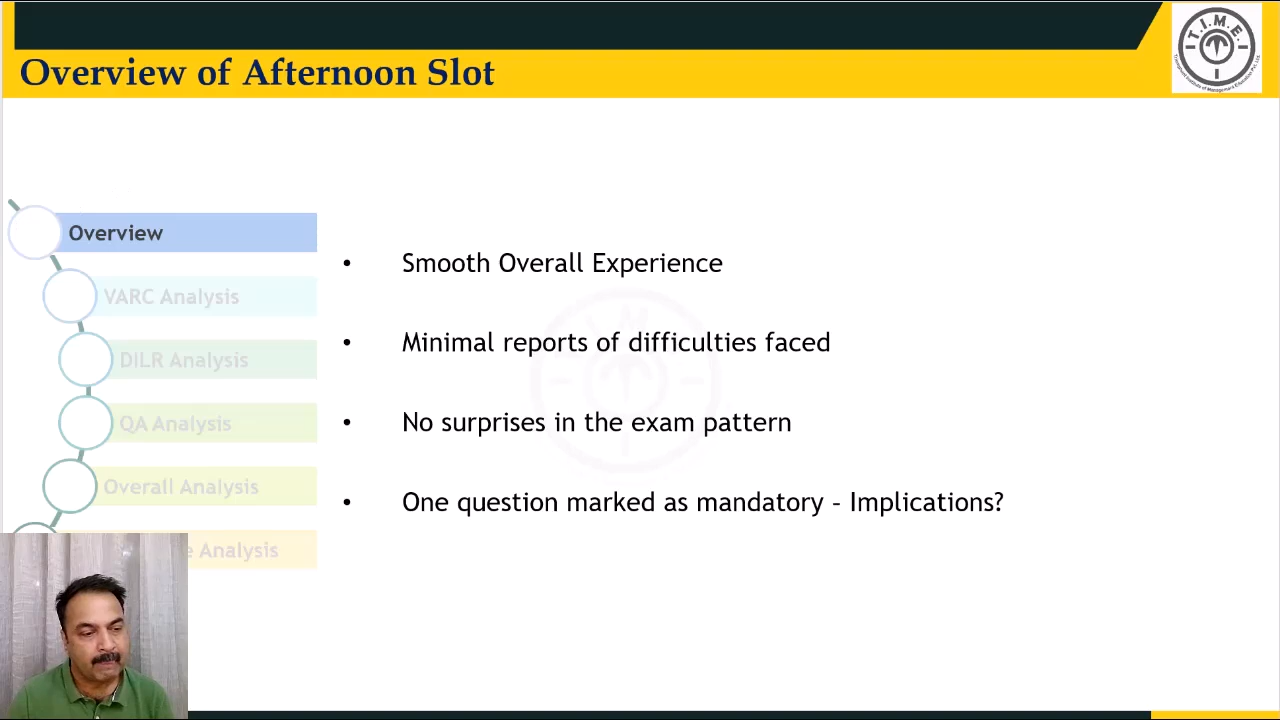 Overview of Afternoon Slot
T.I.M.E.
Overview
VARC Analysis
DILR Analysis
QA Analysis
Overall Analysis
Analysis
• Smooth Overall Experience
• Minimal reports of difficulties faced
• No surprises in the exam pattern
• One question marked as mandatory – Implications?